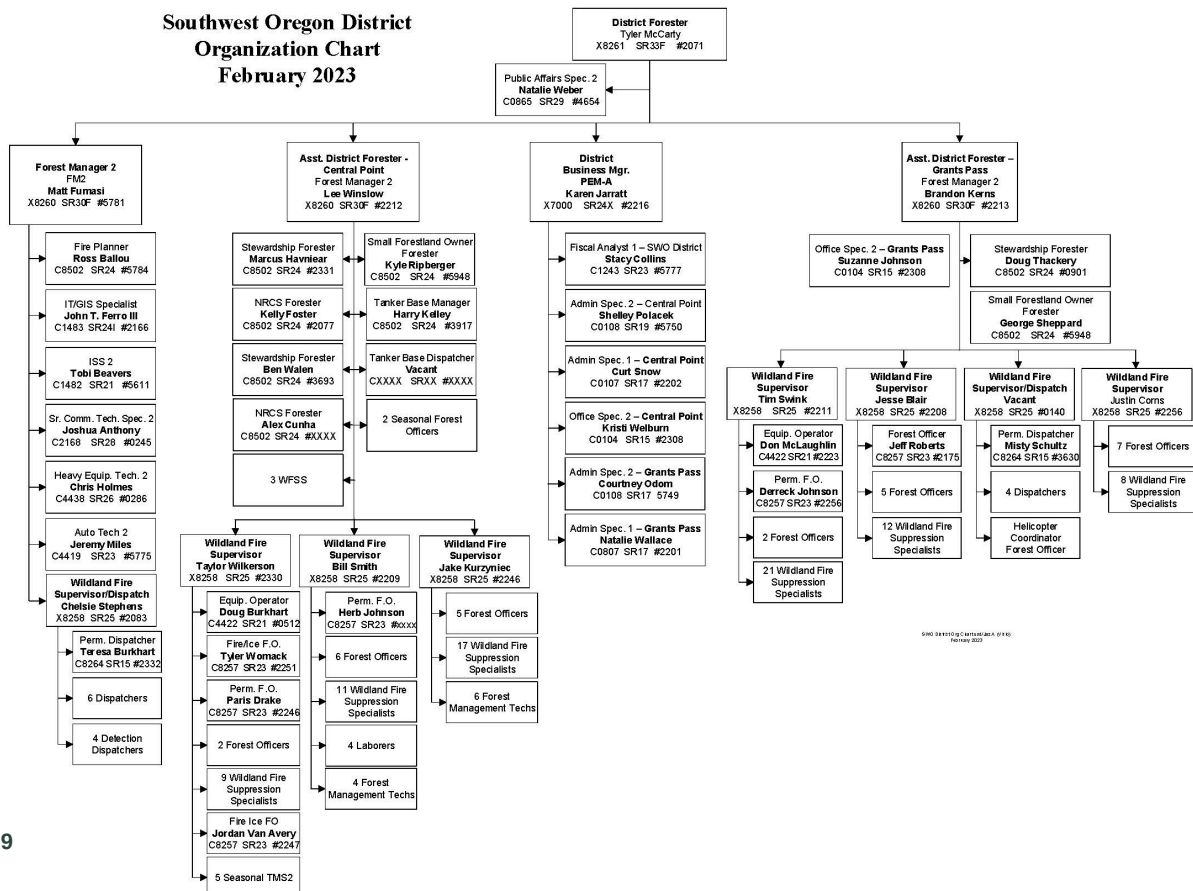 Southwest Oregon District
Organization Chart
February 2023
District Forester
Tyler McCarty
X8261 SR33F #2071
Public Affairs Spec. 2
Natalie Weber
C0865 SR29 #4654
Forest Manager 2
FM2
Matt Fumasi
X8260 SR30F #5781
Fire Planner
Ross Ballou
C8502 SR24 #5784
IT/GIS Specialist
John T. Ferro III
C1483 SR24I #2166
ISS 2
Tobi Beavers
C1482 SR21 #5611
Sr. Comm. Tech. Spec. 2
Joshua Anthony
C2168 SR28 #0245
Heavy Equip. Tech. 2
Chris Holmes
C4438 SR26 #0286
Auto Tech 2
Jeremy Miles
C4419 SR23 #5775
Wildland Fire
Supervisor/Dispatch
Chelsie Stephens
X8258 SR25 #2083
Perm. Dispatcher
Teresa Burkhart
C8264 SR15 #2332
6 Dispatchers
4 Detection
Dispatchers
Asst. District Forester -
Central Point
Forest Manager 2
Lee Winslow
X8260 SR30F #2212
Stewardship Forester
Marcus Havniear
C8502 SR24 #2331
Small Forestland Owner
Forester
Kyle Ripberger
C8502 SR24 #5948
NRCS Forester
Kelly Foster
C8502 SR24 #2077
Tanker Base Manager
Harry Kelley
C8502 SR24 #3917
Stewardship Forester
Ben Walen
C8502 SR24 #3693
Tanker Base Dispatcher
Vacant
CXXXX SRXX #XXXX
NRCS Forester
Alex Cunha
C8502 SR24 #XXXX
2 Seasonal Forest
Officers
3 WFSS
Wildland Fire
Supervisor
Taylor Wilkerson
X8258 SR25 #2330
Equip. Operator
Doug Burkhart
C4422 SR21 #0512
Fire/Ice F.O.
Tyler Womack
C8257 SR23 #2251
Perm. F.O.
Paris Drake
C8257 SR23 #2246
2 Forest Officers
9 Wildland Fire
Suppression
Specialists
Fire Ice FO
Jordan Van Avery
C8257 SR23 #2247
5 Seasonal TMS2
Wildland Fire
Supervisor
Bill Smith
X8258 SR25 #2209
Perm. F.O.
Herb Johnson
C8257 SR23 #xxxx
6 Forest Officers
11 Wildland Fire
Suppression
Specialists
4 Laborers
4 Forest
Management Techs
Wildland Fire
Supervisor
Jake Kurzyniec
X8258 SR25 #2246
5 Forest Officers
17 Wildland Fire
Suppression
Specialists
6 Forest
Management Techs
District
Business Mgr.
PEM-A
Karen Jarratt
X7000 SR24X #2216
Fiscal Analyst 1 – SWO District
Stacy Collins
C1243 SR23 #5777
Admin Spec. 2 – Central Point
Shelley Polacek
C0108 SR19 #5750
Admin Spec. 1 – Central Point
Curt Snow
C0107 SR17 #2202
Office Spec. 2 – Central Point
Kristi Welburn
C0104 SR15 #2308
Admin Spec. 2 – Grants Pass
Courtney Odom
C0108 SR17 5749
Admin Spec. 1 – Grants Pass
Natalie Wallace
C0807 SR17 #2201
Asst. District Forester –
Grants Pass
Forest Manager 2
Brandon Kerns
X8260 SR30F #2213
Office Spec. 2 – Grants Pass
Suzanne Johnson
C0104 SR15 #2308
Stewardship Forester
Doug Thackery
C8502 SR24 #0901
Small Forestland Owner
Forester
George Sheppard
C8502 SR24 #5948
Wildland Fire
Supervisor
Tim Swink
X8258 SR25 #2211
Equip. Operator
Don McLaughlin
C4422 SR21 #2223
Perm. F.O.
Derreck Johnson
C8257 SR23 #2256
2 Forest Officers
21 Wildland Fire
Suppression
Specialists
Wildland Fire
Supervisor
Jesse Blair
X8258 SR25 #2208
Forest Officer
Jeff Roberts
C8257 SR23 #2175
5 Forest Officers
12 Wildland Fire
Suppression
Specialists
Wildland Fire
Supervisor/Dispatch
Vacant
X8258 SR25 #0140
Perm. Dispatcher
Misty Schultz
C8264 SR15 #3630
4 Dispatchers
Helicopter
Coordinator
Forest Officer
Wildland Fire
Supervisor
Justin Corns
X8258 SR25 #2256
7 Forest Officers
8 Wildland Fire
Suppression
Specialists
February 2023
9